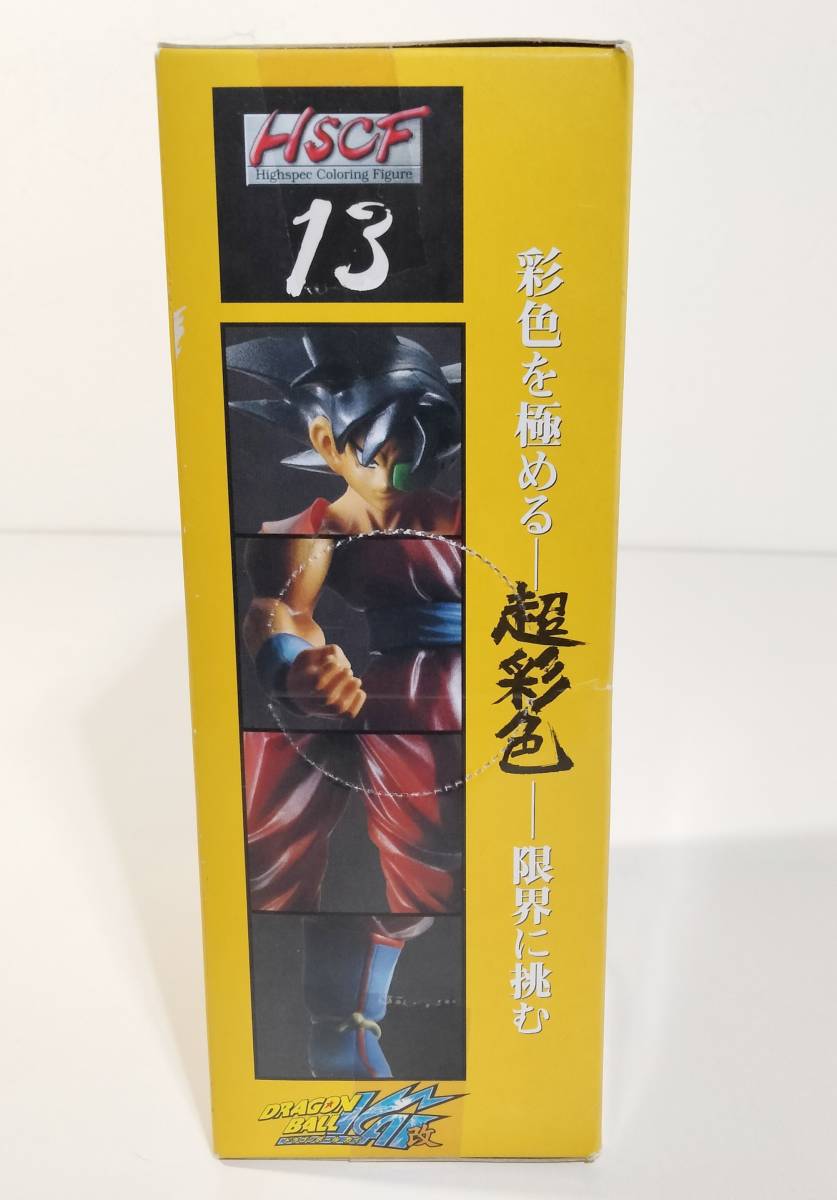 HSCF
Highspec Coloring Figure
13
彩色を極める―超彩色―限界に挑む
DRAGON
BALL
KAI
改